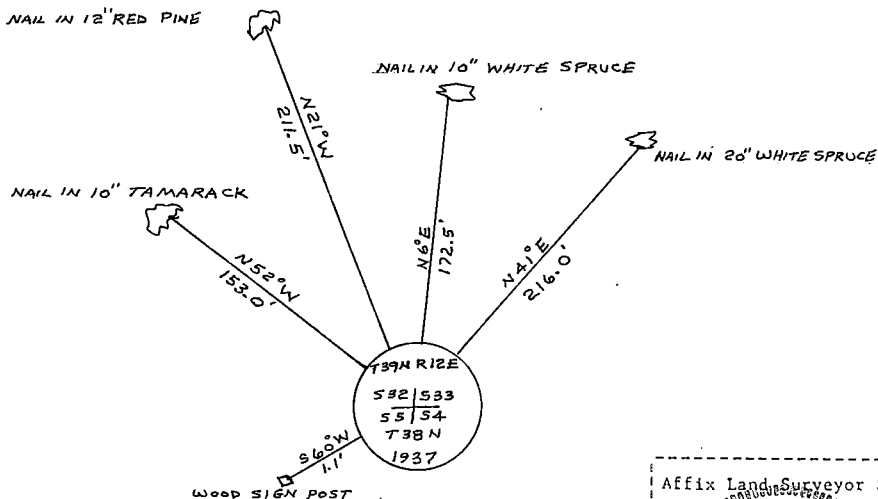 NAIL IN 12" RED PINE
NAIL IN 10" WHITE SPRUCE
NAIL IN 20" WHITE SPRUCE
NAIL IN 10" TAMARACK
N21°W
211.5'
N6°E
172.5'
N41°E
216.0'
N52°W
153.0'
T39N R12E
S32 S33
S5 S4
T38N
1937
S60°W
1.1'
WOOD SIGN POST
Affix Land Surveyor